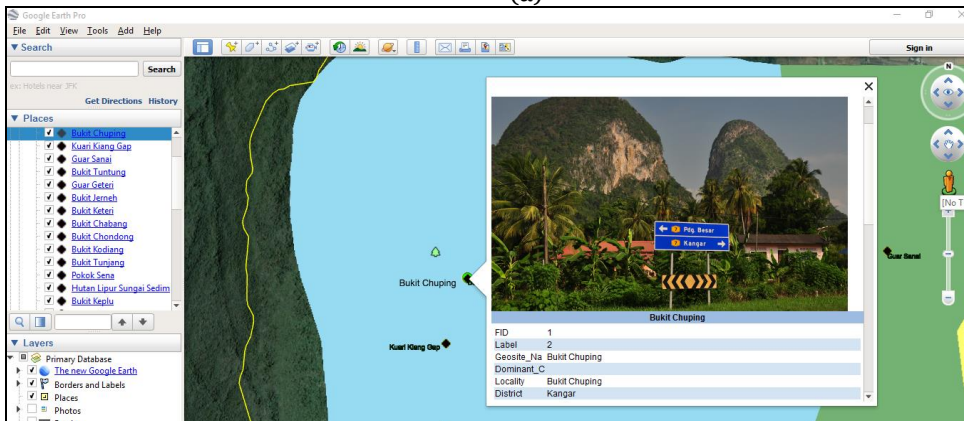 (a)
Google Earth Pro
File Edit View Tools Add Help
Search
Sign in
Search
ex: Hotels near JFK
Get Directions History
Places
Bukit Chuping
Kuari Kiang Gap
Guar Sanai
Bukit Tuntung
Guar Geteri
Bukit Jerneh
Bukit Keteri
Bukit Chabang
Bukit Chondong
Bukit Kodiang
Bukit Tunjang
Pokok Sena
Hutan Lipur Sungai Sedim
Bukit Keplu
Layers
Primary Database
The new Google Earth
Borders and Labels
Places
Photos
Bukit Chuping
Kuari Kiang Gap
Pdg. Besar
Kangar
Bukit Chuping
FID 1
Label 2
Geosite_Na Bukit Chuping
Dominant_C
Locality Bukit Chuping
District Kangar
N
[No T
Guar Sanai